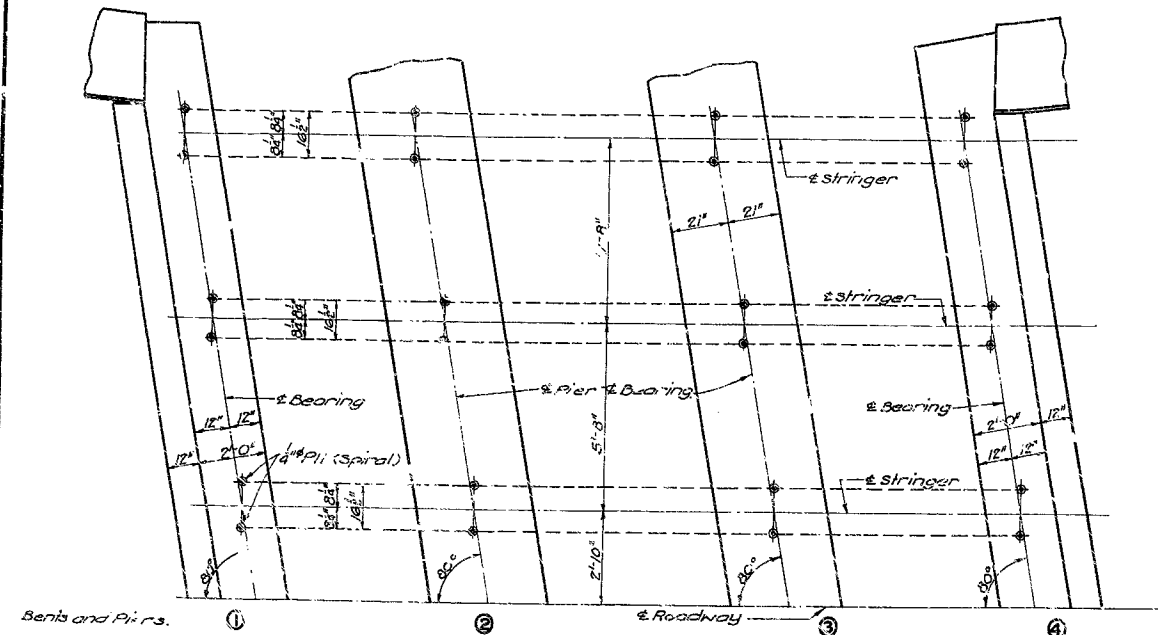 8¼" 8¼"
16½"
℄ Stringer
21" 21"
℄ Stringer
8¼" 8¼"
16½"
℄ Pier ℄ Bearing
℄ Bearing
℄ Bearing
5'-8"
12" 12"
2'-0"
12"
12" 2'-0"
12" 12"
¼"ø (Spiral)
℄ Stringer
8¼" 8¼"
16½"
2'-10"
80°
80°
80°
80°
Bents and
℄ Roadway
① ② ③ ④